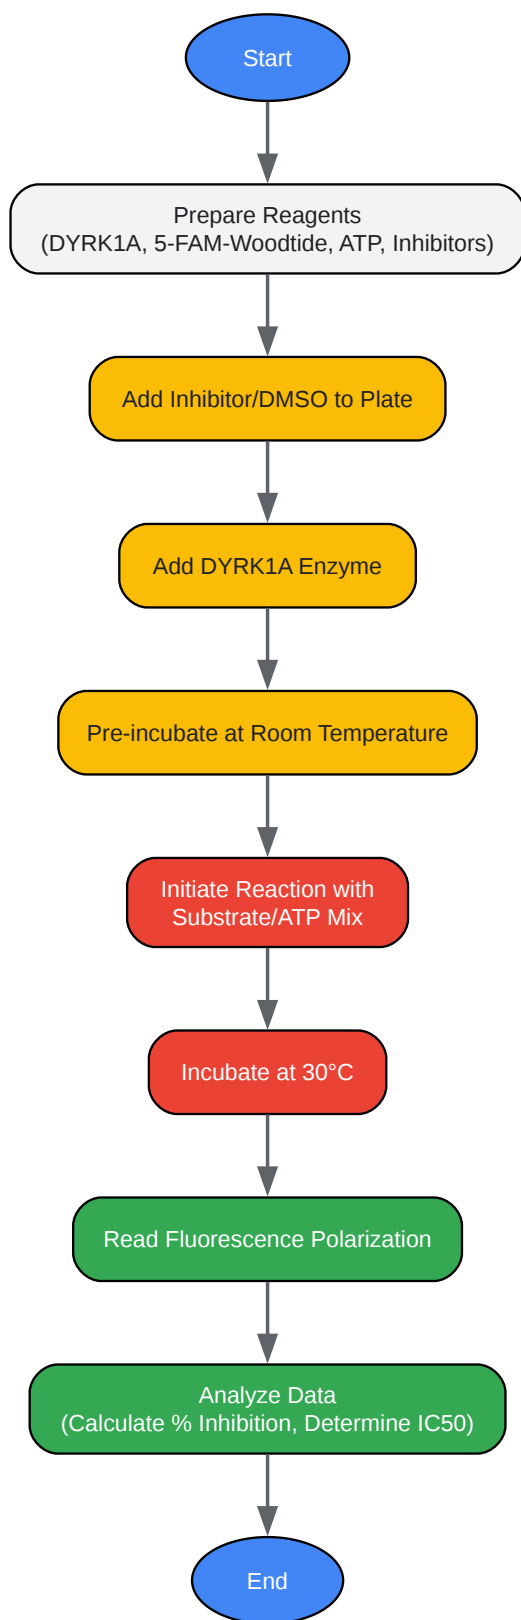 Start
Prepare Reagents
(DYRK1A, 5-FAM-Woodtide, ATP, Inhibitors)
Add Inhibitor/DMSO to Plate
Add DYRK1A Enzyme
Pre-incubate at Room Temperature
Initiate Reaction with
Substrate/ATP Mix
Incubate at 30°C
Read Fluorescence Polarization
Analyze Data
(Calculate % Inhibition, Determine IC50)
End